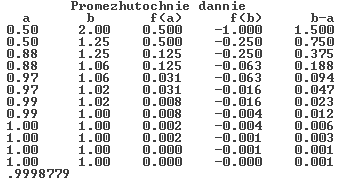 Promezhutochnie dannie
a b f(a) f(b) b-a
0.50 2.00 0.500 -1.000 1.500
0.50 1.25 0.500 -0.250 0.750
0.88 1.25 0.125 -0.250 0.375
0.88 1.06 0.125 -0.063 0.188
0.97 1.06 0.031 -0.063 0.094
0.97 1.02 0.031 -0.016 0.047
0.99 1.02 0.008 -0.016 0.023
0.99 1.00 0.008 -0.004 0.012
1.00 1.00 0.002 -0.004 0.006
1.00 1.00 0.002 -0.001 0.003
1.00 1.00 0.000 -0.001 0.001
1.00 1.00 0.000 -0.000 0.001
.9998779